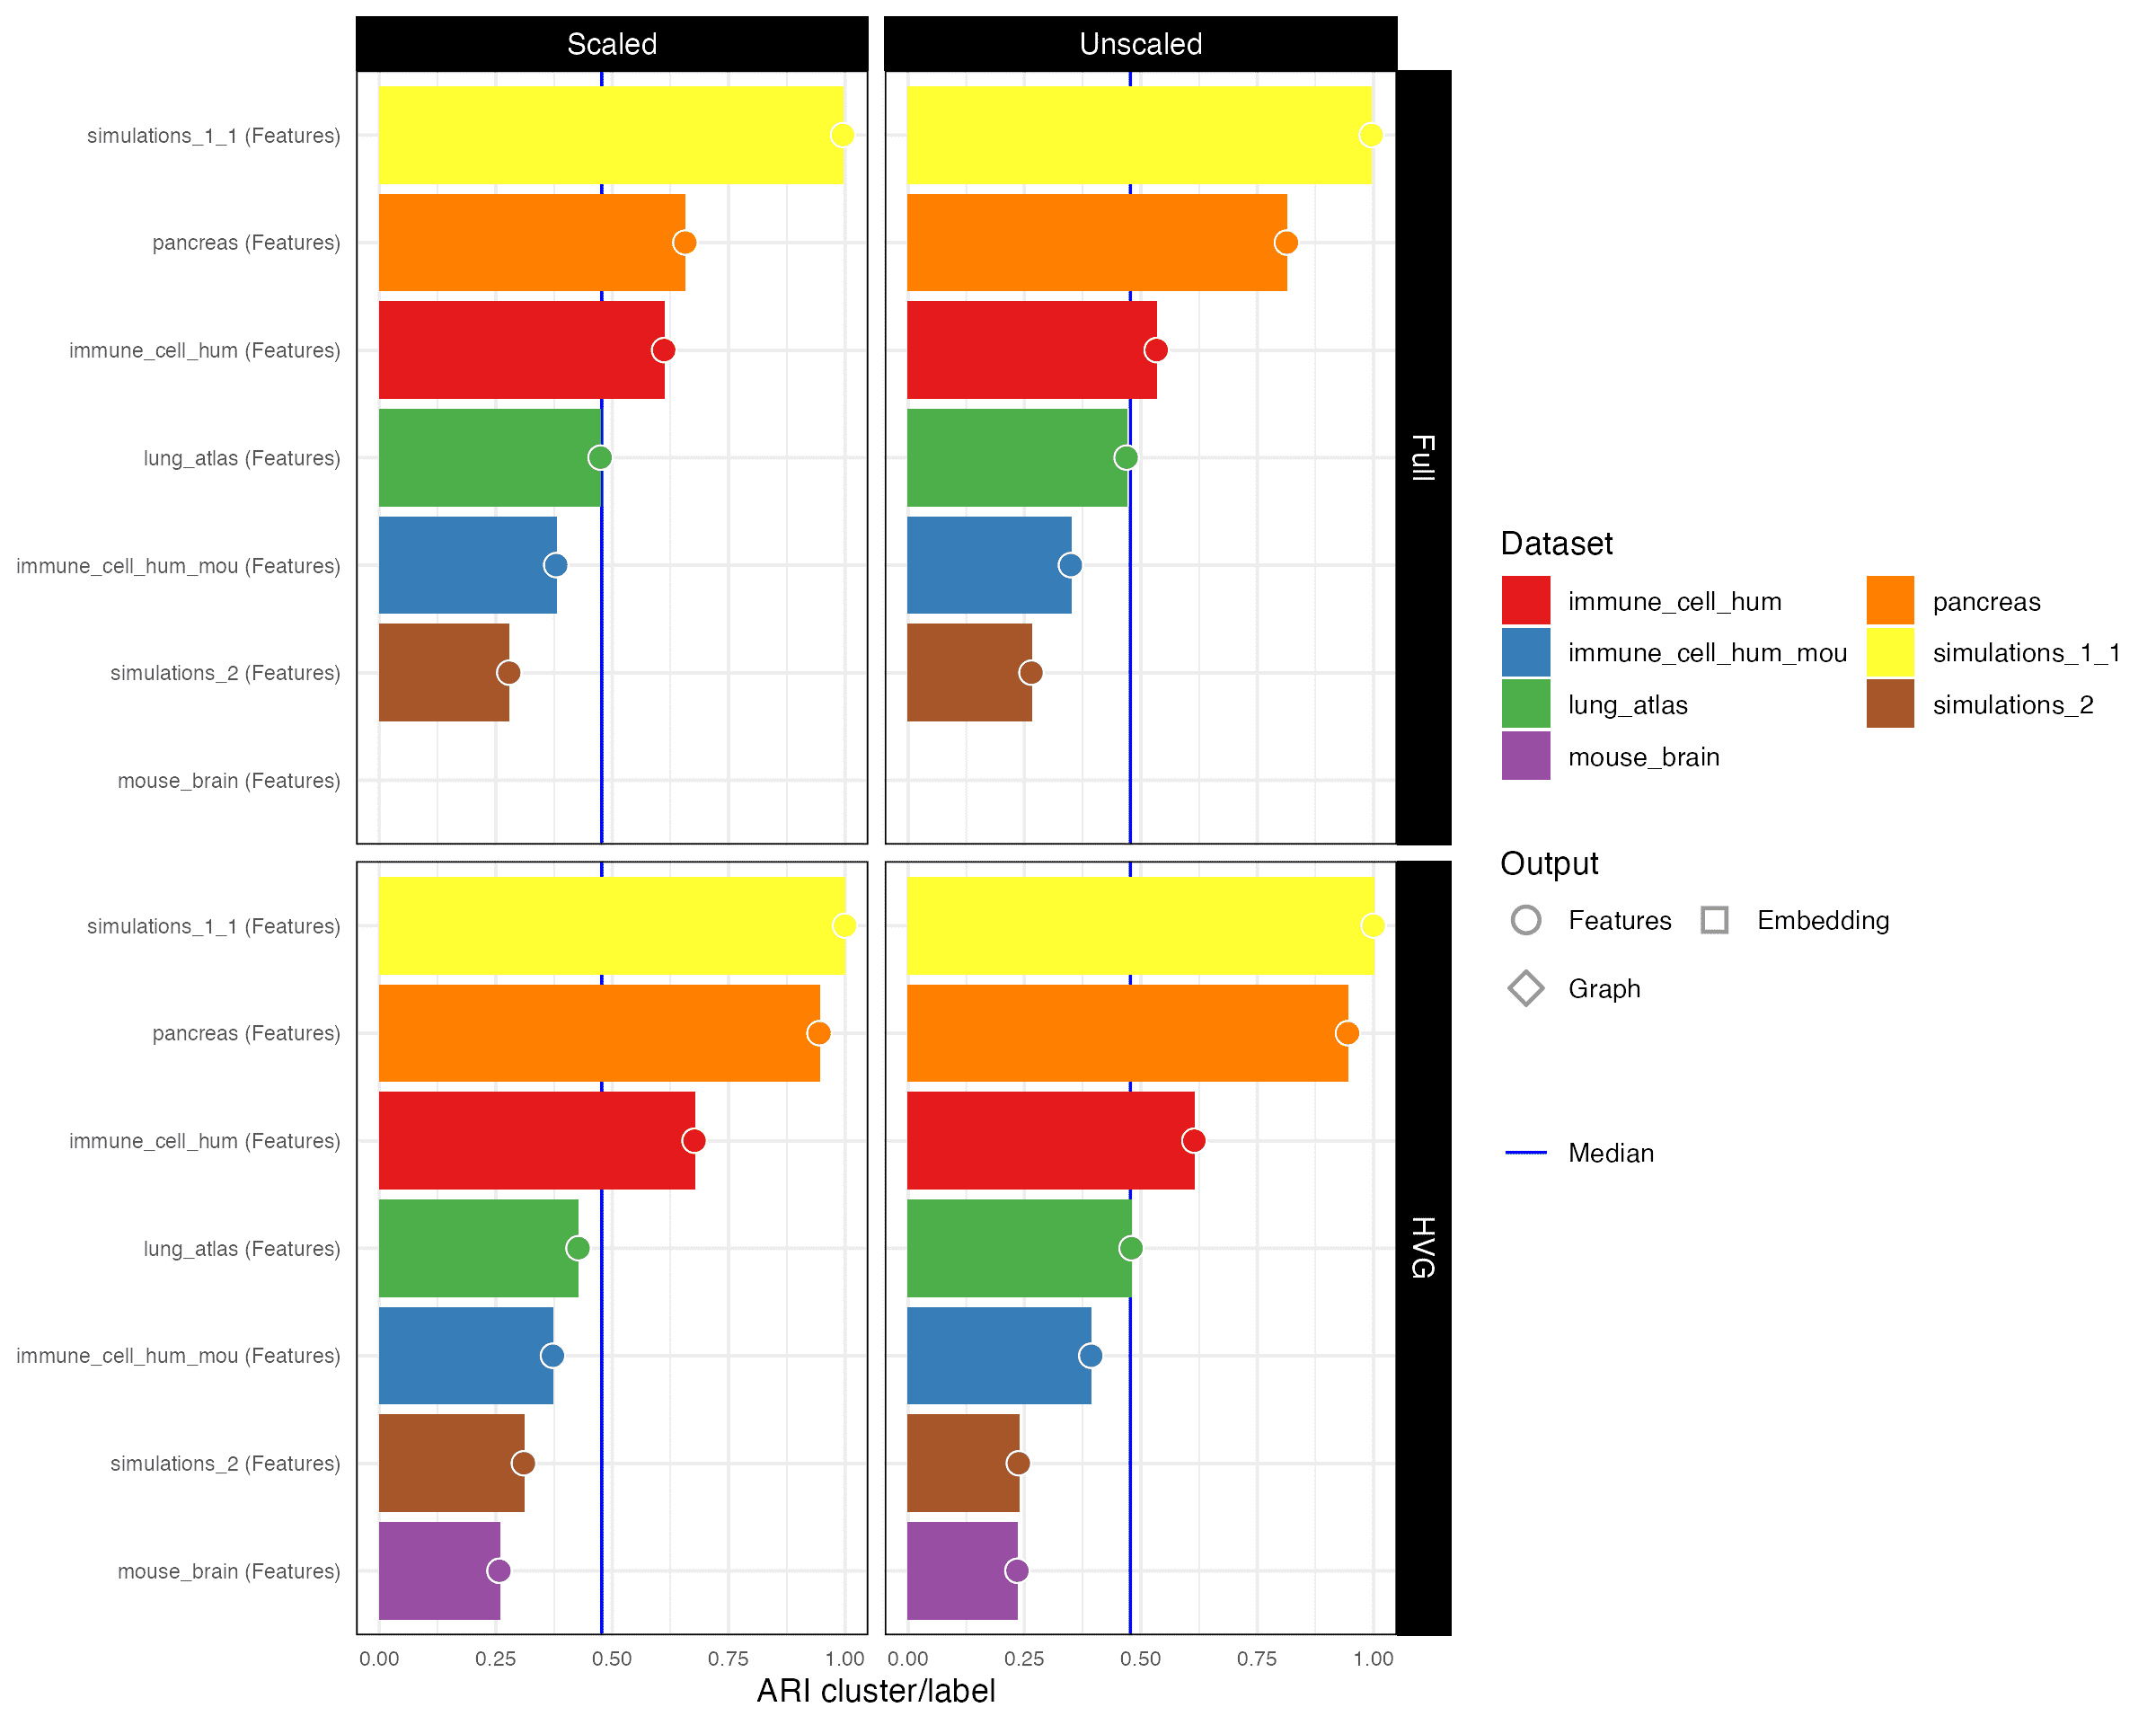 Scaled
Unscaled
simulations_1_1 (Features)
pancreas (Features)
immune_cell_hum (Features)
lung_atlas (Features)
immune_cell_hum_mou (Features)
simulations_2 (Features)
mouse_brain (Features)
Full
simulations_1_1 (Features)
pancreas (Features)
immune_cell_hum (Features)
lung_atlas (Features)
immune_cell_hum_mou (Features)
simulations_2 (Features)
mouse_brain (Features)
HVG
0.00 0.25 0.50 0.75 1.00
0.00 0.25 0.50 0.75 1.00
ARI cluster/label
Dataset
immune_cell_hum
immune_cell_hum_mou
lung_atlas
mouse_brain
pancreas
simulations_1_1
simulations_2
Output
Features
Embedding
Graph
Median